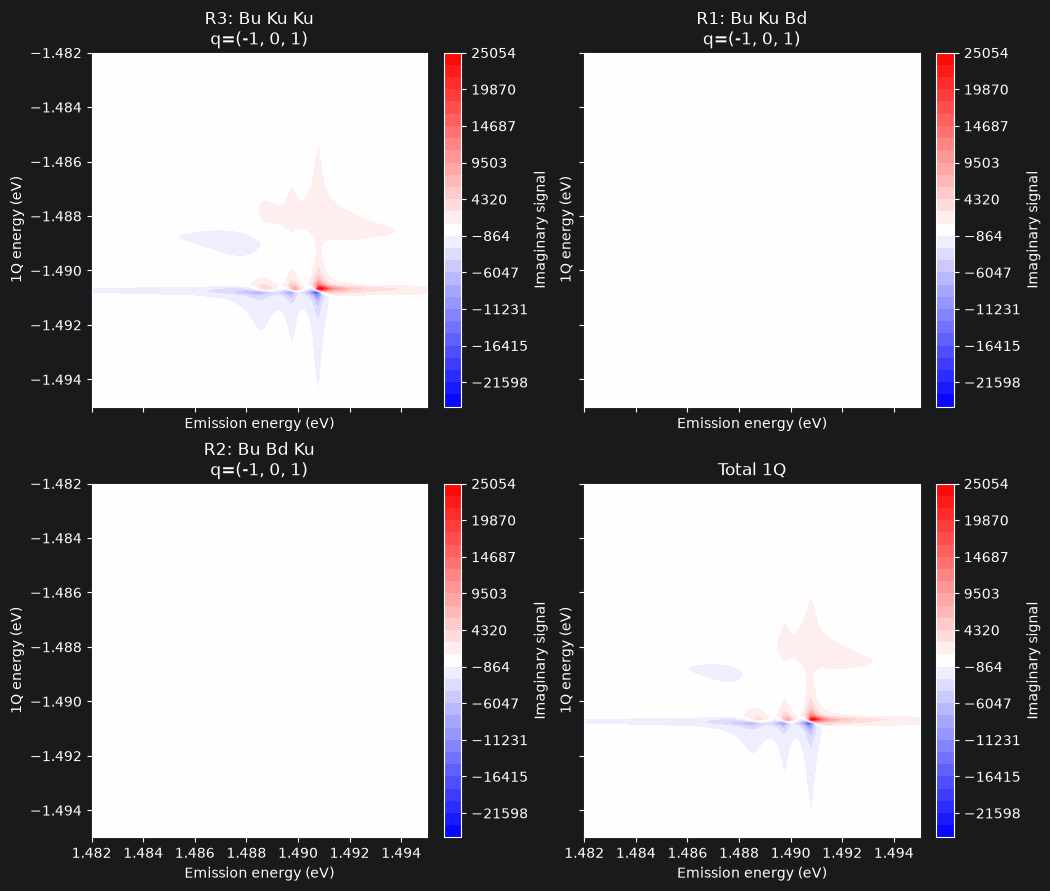 R3: Bu Ku Ku
q=(-1, 0, 1)
−1.482
−1.484
−1.486
−1.488
−1.490
−1.492
−1.494
1Q energy (eV)
Emission energy (eV)
25054
19870
14687
9503
4320
−864
−6047
−11231
−16415
−21598
Imaginary signal
R1: Bu Ku Bd
q=(-1, 0, 1)
1Q energy (eV)
Emission energy (eV)
25054
19870
14687
9503
4320
−864
−6047
−11231
−16415
−21598
Imaginary signal
R2: Bu Bd Ku
q=(-1, 0, 1)
−1.482
−1.484
−1.486
−1.488
−1.490
−1.492
−1.494
1Q energy (eV)
1.482 1.484 1.486 1.488 1.490 1.492 1.494
Emission energy (eV)
25054
19870
14687
9503
4320
−864
−6047
−11231
−16415
−21598
Imaginary signal
Total 1Q
1Q energy (eV)
1.482 1.484 1.486 1.488 1.490 1.492 1.494
Emission energy (eV)
25054
19870
14687
9503
4320
−864
−6047
−11231
−16415
−21598
Imaginary signal